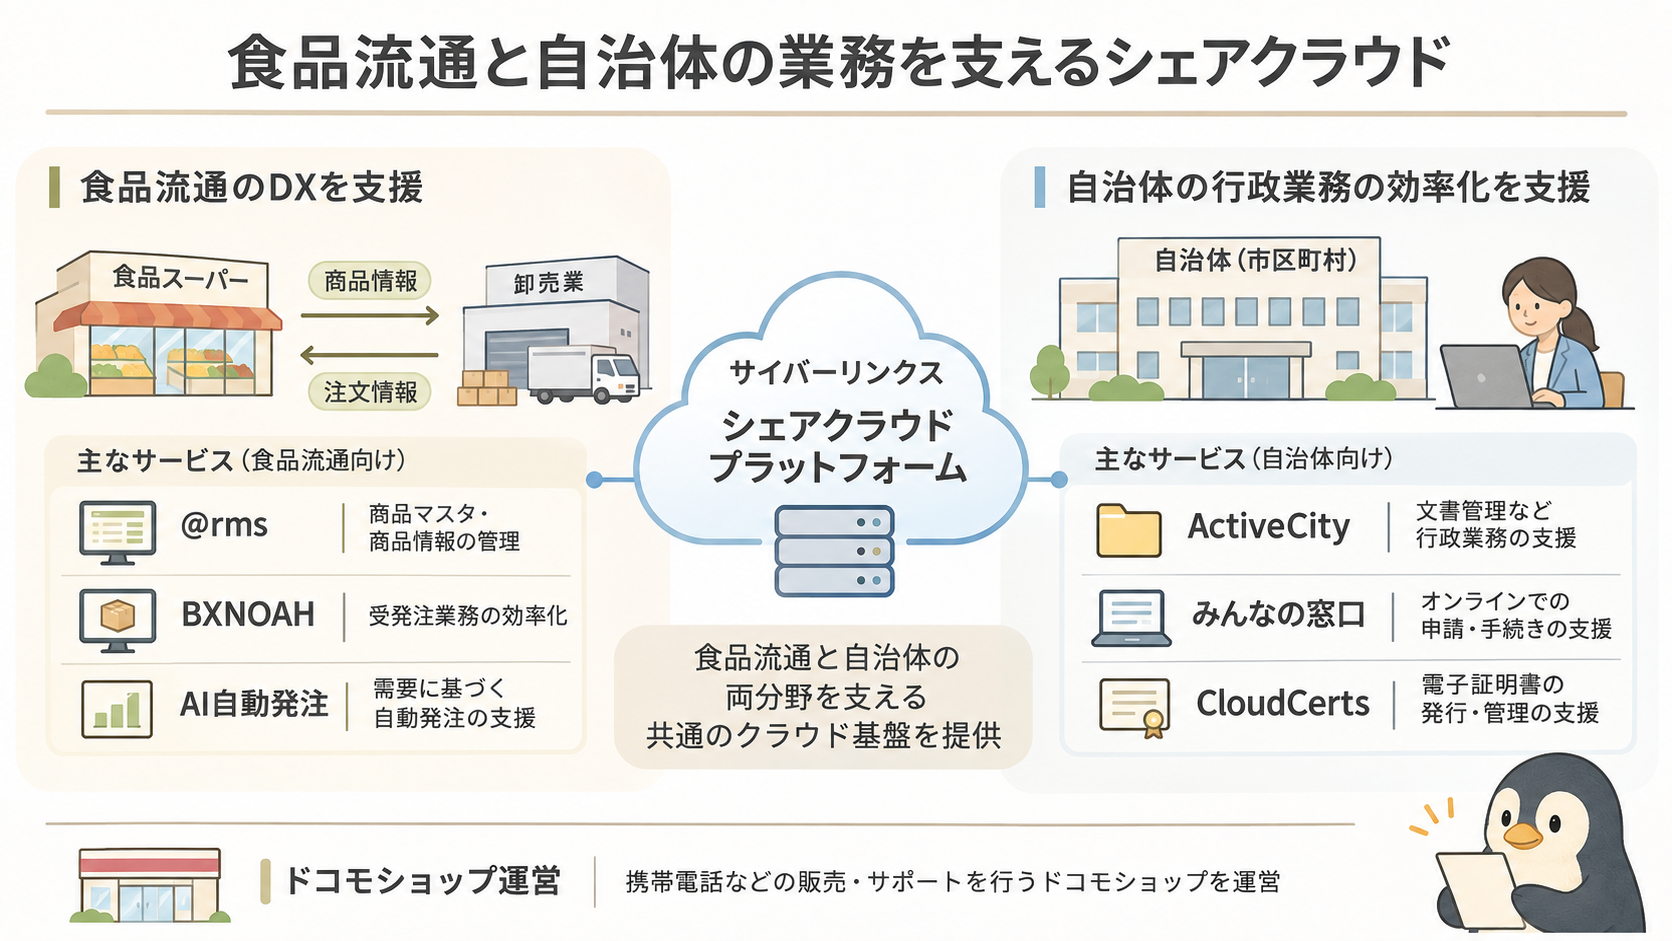 食品流通と自治体の業務を支えるシェアクラウド
食品流通のDXを支援
食品スーパー
商品情報
注文情報
卸売業
主なサービス（食品流通向け）
@rms
商品マスタ・
商品情報の管理
BXNOAH
受発注業務の効率化
AI自動発注
需要に基づく
自動発注の支援
サイバーリンクス
シェアクラウド
プラットフォーム
食品流通と自治体の
両分野を支える
共通のクラウド基盤を提供
自治体の行政業務の効率化を支援
自治体（市区町村）
主なサービス（自治体向け）
ActiveCity
文書管理など
行政業務の支援
みんなの窓口
オンラインでの
申請・手続きの支援
CloudCerts
電子証明書の
発行・管理の支援
ドコモショップ運営
携帯電話などの販売・サポートを行うドコモショップを運営